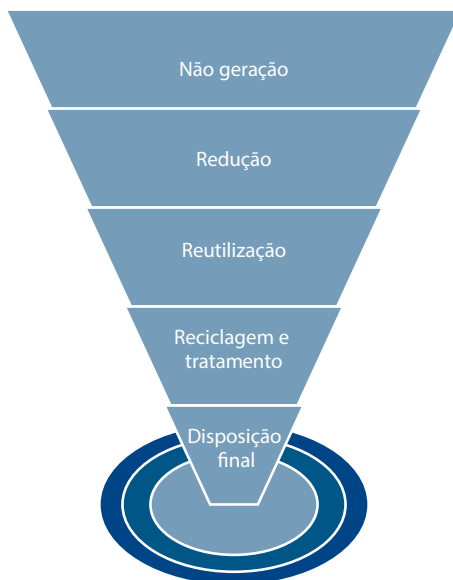 Não geração
Redução
Reutilização
Reciclagem e
tratamento
Disposição
final